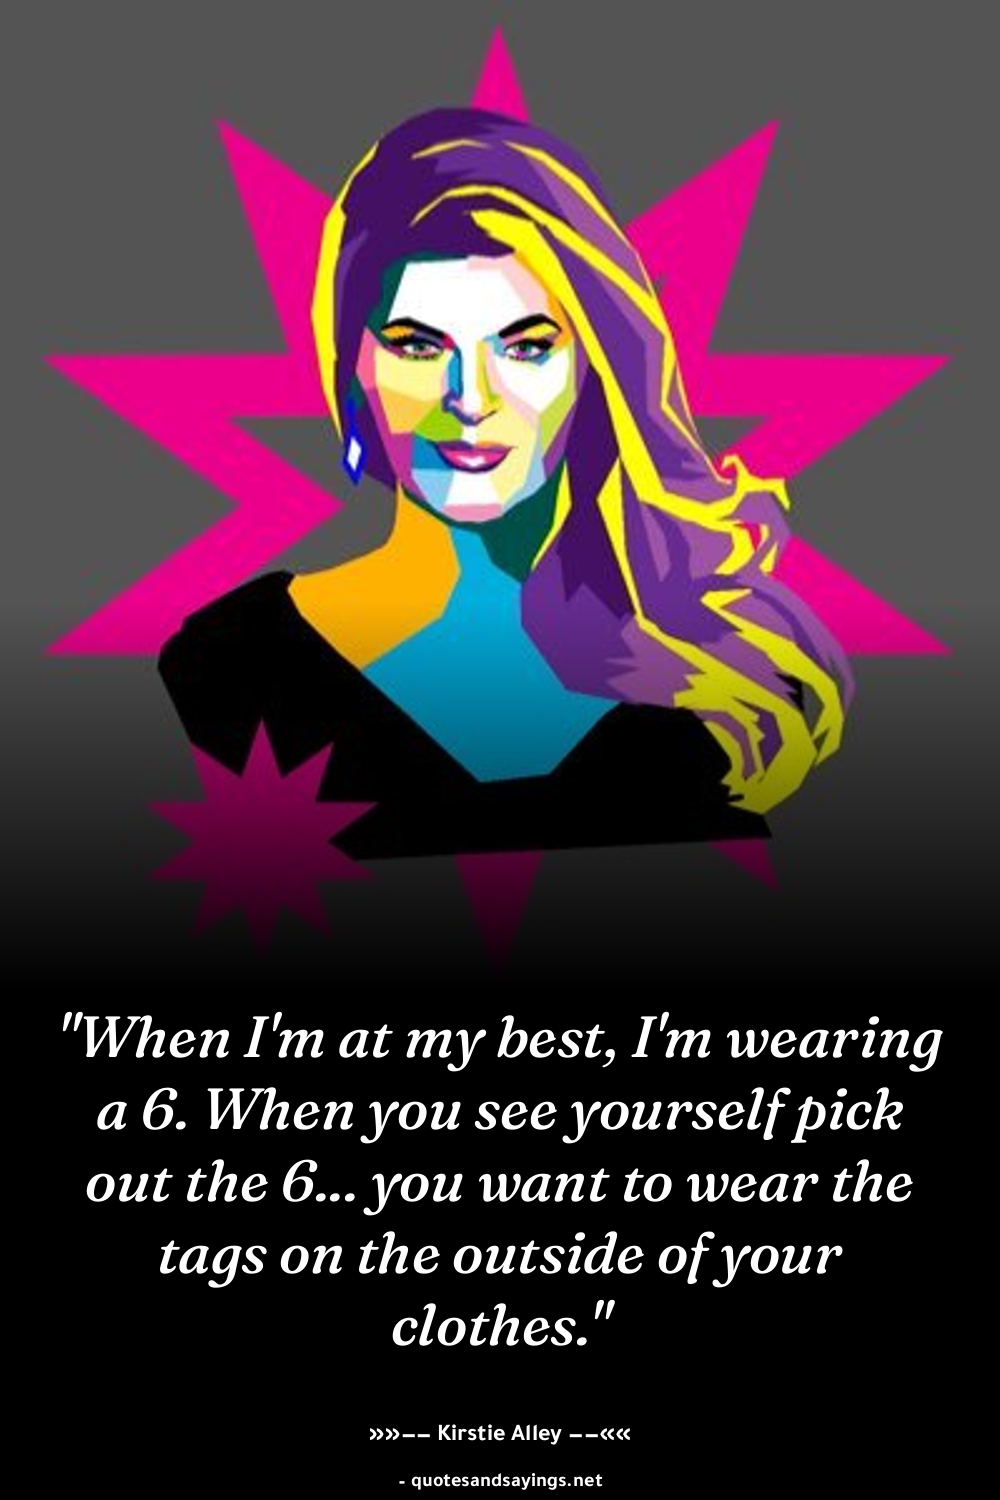 "When I'm at my best, I'm wearing
a 6. When you see yourself pick
out the 6... you want to wear the
tags on the outside of your
clothes."
»»–– Kirstie Alley ––««
- quotesandsayings.net